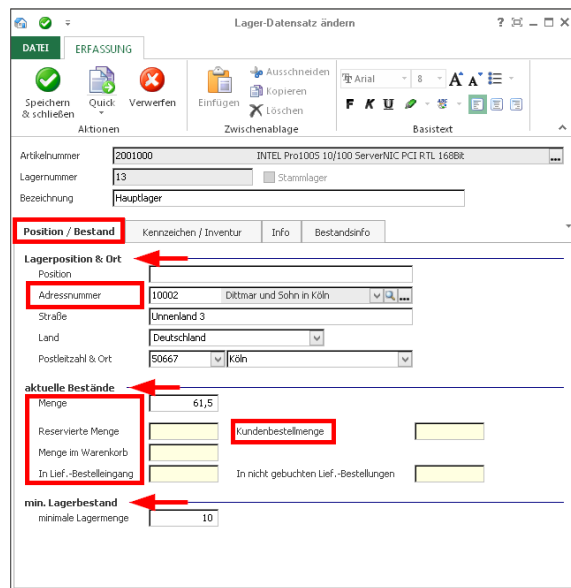 Lager-Datensatz ändern
DATEI ERFASSUNG
Speichern & schließen
Quick
Verwerfen
Aktionen
Einfügen
Ausschneiden
Kopieren
Löschen
Zwischenablage
Arial 8
F K U
Basistext
Artikelnummer 2001000 INTEL Pro100S 10/100 ServerNIC PCI RTL 168Bit
Lagernummer 13 Stammlager
Bezeichnung Hauptlager
Position / Bestand Kennzeichen / Inventur Info Bestandsinfo
Lagerposition & Ort
Position
Adressnummer 10002 Dittmar und Sohn in Köln
Straße Unnenland 3
Land Deutschland
Postleitzahl & Ort 50667 Köln
aktuelle Bestände
Menge 61,5
Reservierte Menge Kundenbestellmenge
Menge im Warenkorb
In Lief.-Bestelleingang In nicht gebuchten Lief.-Bestellungen
min. Lagerbestand
minimale Lagermenge 10